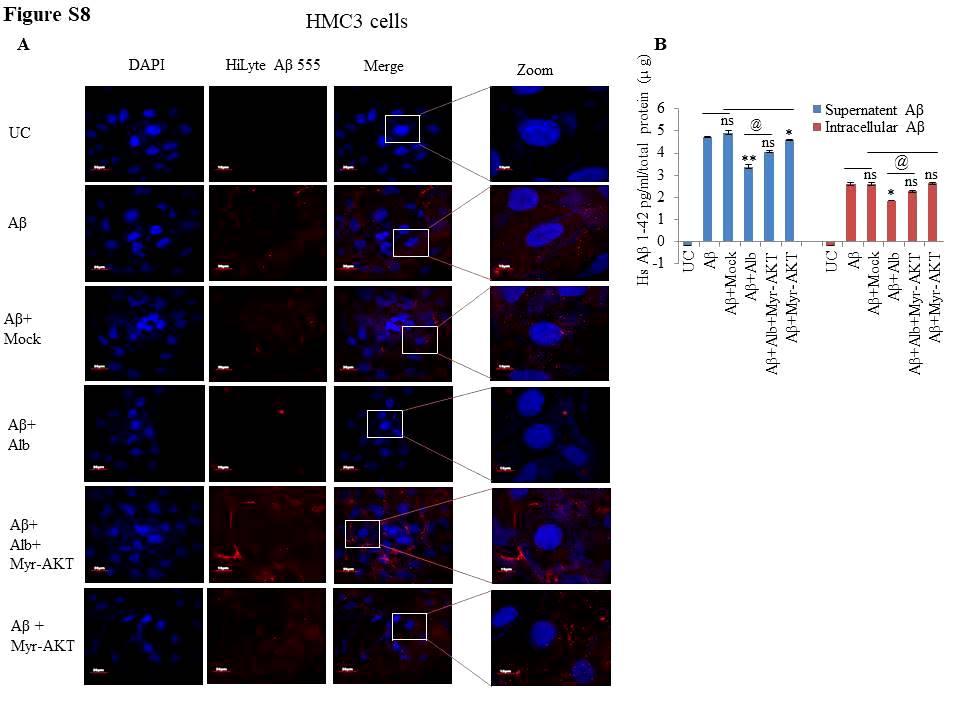 Figure S8
HMC3 cells
A
DAPI
HiLyte Aβ 555
Merge
Zoom
UC
Aβ
Aβ+
Mock
Aβ+
Alb
Aβ+
Alb+
Myr-AKT
Aβ +
Myr-AKT
B
Hs Aβ 1-42 pg/ml/total protein (μ g)
Supernatent Aβ
Intracellular Aβ
6
5
4
3
2
1
0
-1
ns
**
@
ns
*
ns
*
@
ns
ns
UC
Aβ
Aβ+Mock
Aβ+Alb
Aβ+Alb+Myr-AKT
Aβ+Myr-AKT
UC
Aβ
Aβ+Mock
Aβ+Alb
Aβ+Alb+Myr-AKT
Aβ+Myr-AKT